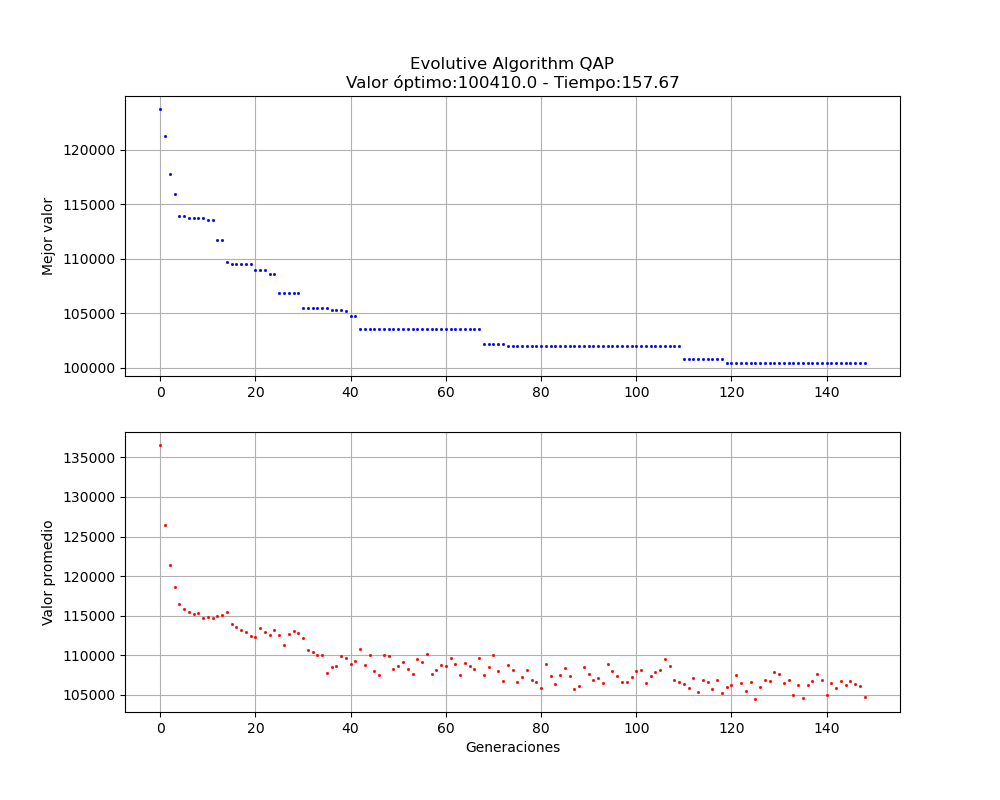 Evolutive Algorithm QAP
Valor óptimo:100410.0 - Tiempo:157.67
Mejor valor
120000
115000
110000
105000
100000
0 20 40 60 80 100 120 140
Valor promedio
135000
130000
125000
120000
115000
110000
105000
0 20 40 60 80 100 120 140
Generaciones